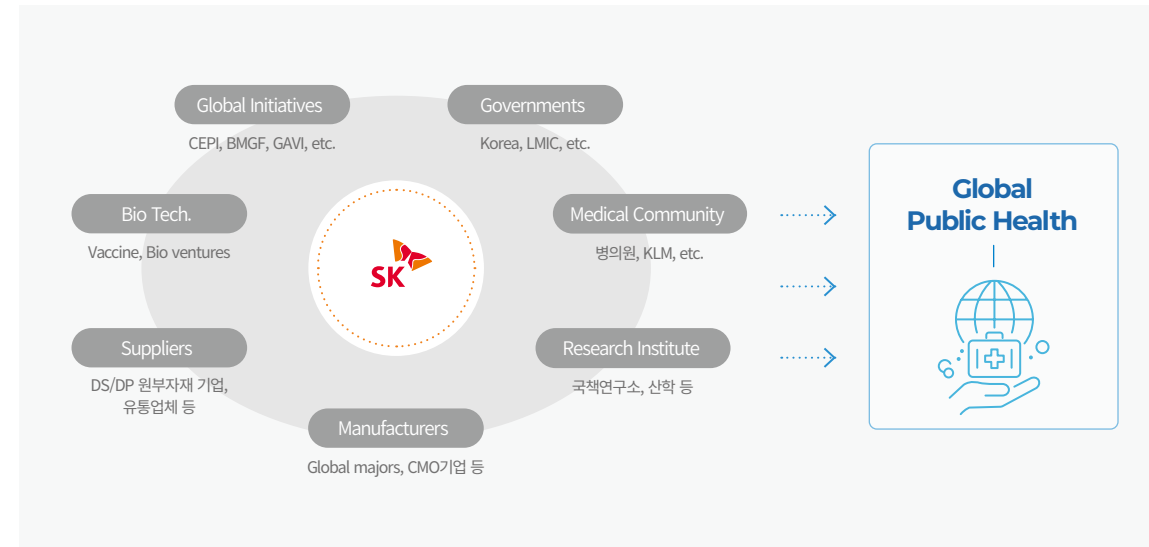 Global Initiatives
CEPI, BMGF, GAVI, etc.
Governments
Korea, LMIC, etc.
Bio Tech.
Vaccine, Bio ventures
Medical Community
병의원, KLM, etc.
SK
Suppliers
DS/DP 원부자재 기업,
유통업체 등
Research Institute
국책연구소, 산학 등
Manufacturers
Global majors, CMO기업 등
Global
Public Health